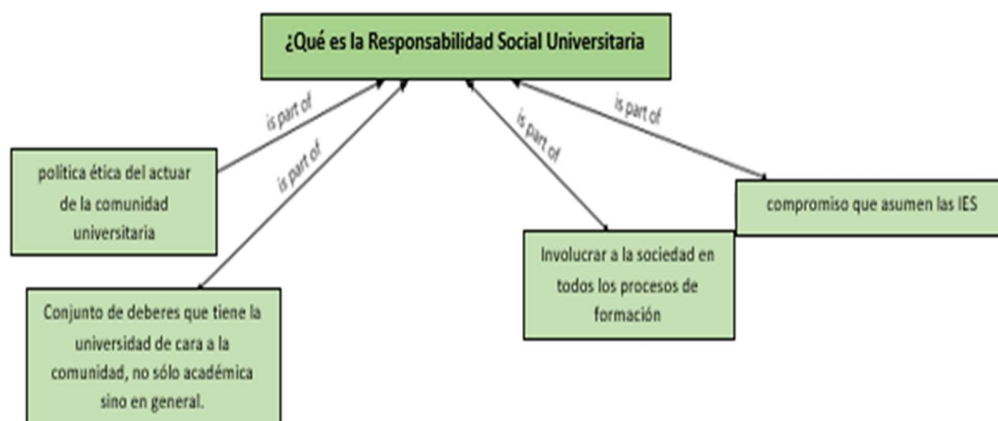 ¿Qué es la Responsabilidad Social Universitaria
is part of
is part of
is part of
is part of
política ética del actuar
de la comunidad
universitaria
compromiso que asumen las IES
Involucrar a la sociedad en
todos los procesos de
formación
Conjunto de deberes que tiene la
universidad de cara a la
comunidad, no sólo académica
sino en general.